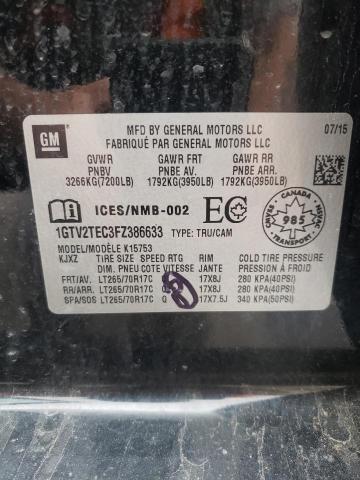 GM
MFD BY GENERAL MOTORS LLC 07/15
FABRIQUÉ PAR GENERAL MOTORS LLC
GVWR GAWR FRT GAWR RR
PNBV PNBE AV. PNBE ARR.
3266KG(7200LB) 1792KG(3950LB) 1792KG(3950LB)
ICES/NMB-002 EC
CMVSS NSVAC 985
1GTV2TEC3FZ386633 TYPE: TRU/CAM
MODEL/MODÈLE K15753
KJXZ TIRE SIZE SPEED RTG RIM COLD TIRE PRESSURE
DIM. PNEU COTE VITESSE JANTE
FRT/AV. LT265/70R17C 17X8J 280 KPA(40PSI)
RR/ARR. LT265/70R17C 17X8J 280 KPA(40PSI)
SPA/SOS LT265/70R17C Q 17X7.5J 340 KPA(50PSI)